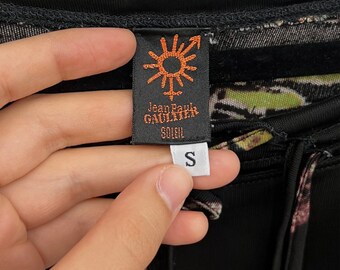 Jean Paul
GAULTIER
SOLEIL
S